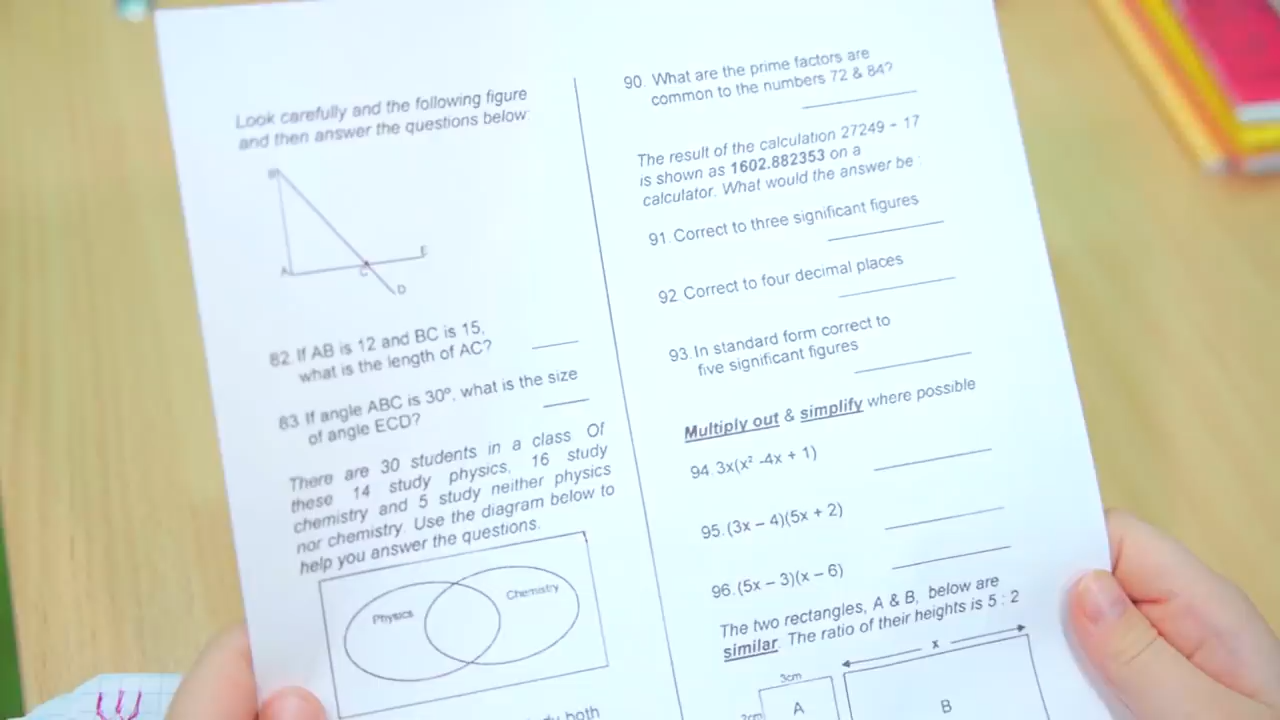 Look carefully and the following figure
and then answer the questions below:
B
A
C
E
D
82. If AB is 12 and BC is 15,
what is the length of AC?
83 If angle ABC is 30º, what is the size
of angle ECD?
There are 30 students in a class Of
these 14 study physics, 16 study
chemistry and 5 study neither physics
nor chemistry. Use the diagram below to
help you answer the questions.
Physics
Chemistry
both
90. What are the prime factors are
common to the numbers 72 & 84?
The result of the calculation 27249 ÷ 17
is shown as 1602.882353 on a
calculator. What would the answer be :
91. Correct to three significant figures
92 Correct to four decimal places
93. In standard form correct to
five significant figures
Multiply out & simplify where possible
94. 3x(x² -4x + 1)
95. (3x – 4)(5x + 2)
96. (5x – 3)(x – 6)
The two rectangles, A & B, below are
similar. The ratio of their heights is 5 : 2
x
3cm
A
B